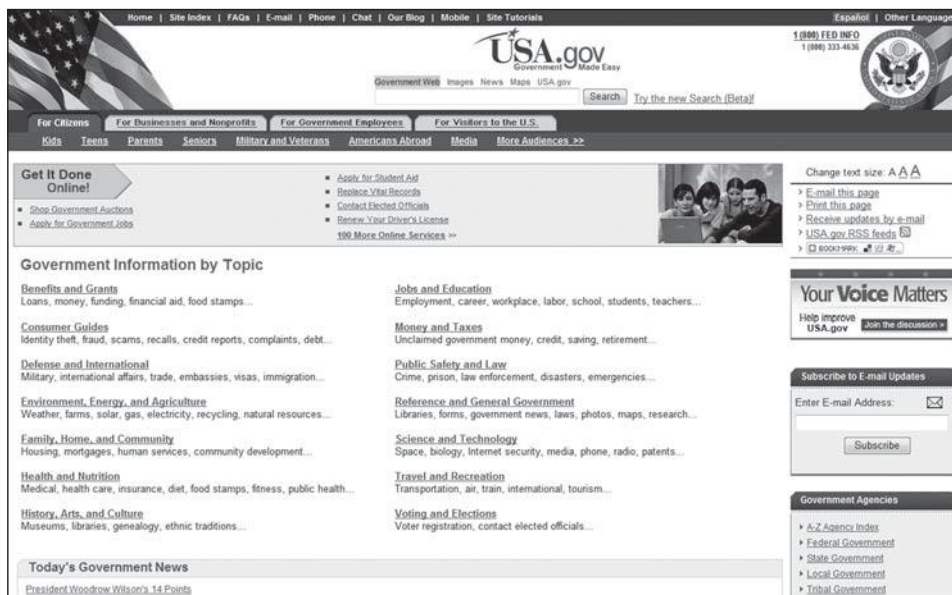 Home | Site Index | FAQs | E-mail | Phone | Chat | Our Blog | Mobile | Site Tutorials
Español | Other Language
USA.gov
Government Made Easy
1 (800) FED INFO
1 (800) 333-4636
Government Web Images News Maps USA.gov
Search Try the new Search (Beta)!
For Citizens For Businesses and Nonprofits For Government Employees For Visitors to the U.S.
Kids Teens Parents Seniors Military and Veterans Americans Abroad Media More Audiences >>
Get It Done
Online!
Shop Government Auctions
Apply for Government Jobs
Apply for Student Aid
Replace Vital Records
Contact Elected Officials
Renew Your Driver's License
100 More Online Services >>
Change text size: A A A
E-mail this page
Print this page
Receive updates by e-mail
USA.gov RSS feeds
BOOKMARK
Government Information by Topic
Benefits and Grants
Loans, money, funding, financial aid, food stamps...
Consumer Guides
Identity theft, fraud, scams, recalls, credit reports, complaints, debt...
Defense and International
Military, international affairs, trade, embassies, visas, immigration...
Environment, Energy, and Agriculture
Weather, farms, solar, gas, electricity, recycling, natural resources...
Family, Home, and Community
Housing, mortgages, human services, community development...
Health and Nutrition
Medical, health care, insurance, diet, food stamps, fitness, public health...
History, Arts, and Culture
Museums, libraries, genealogy, ethnic traditions...
Jobs and Education
Employment, career, workplace, labor, school, students, teachers...
Money and Taxes
Unclaimed government money, credit, saving, retirement...
Public Safety and Law
Crime, prison, law enforcement, disasters, emergencies...
Reference and General Government
Libraries, forms, government news, laws, photos, maps, research...
Science and Technology
Space, biology, Internet security, media, phone, radio, patents...
Travel and Recreation
Transportation, air, train, international, tourism...
Voting and Elections
Voter registration, contact elected officials...
Your Voice Matters
Help improve
USA.gov
Join the discussion >
Subscribe to E-mail Updates
Enter E-mail Address:
Subscribe
Government Agencies
A-Z Agency Index
Federal Government
State Government
Local Government
Tribal Government
Today's Government News
President Woodrow Wilson's 14 Points